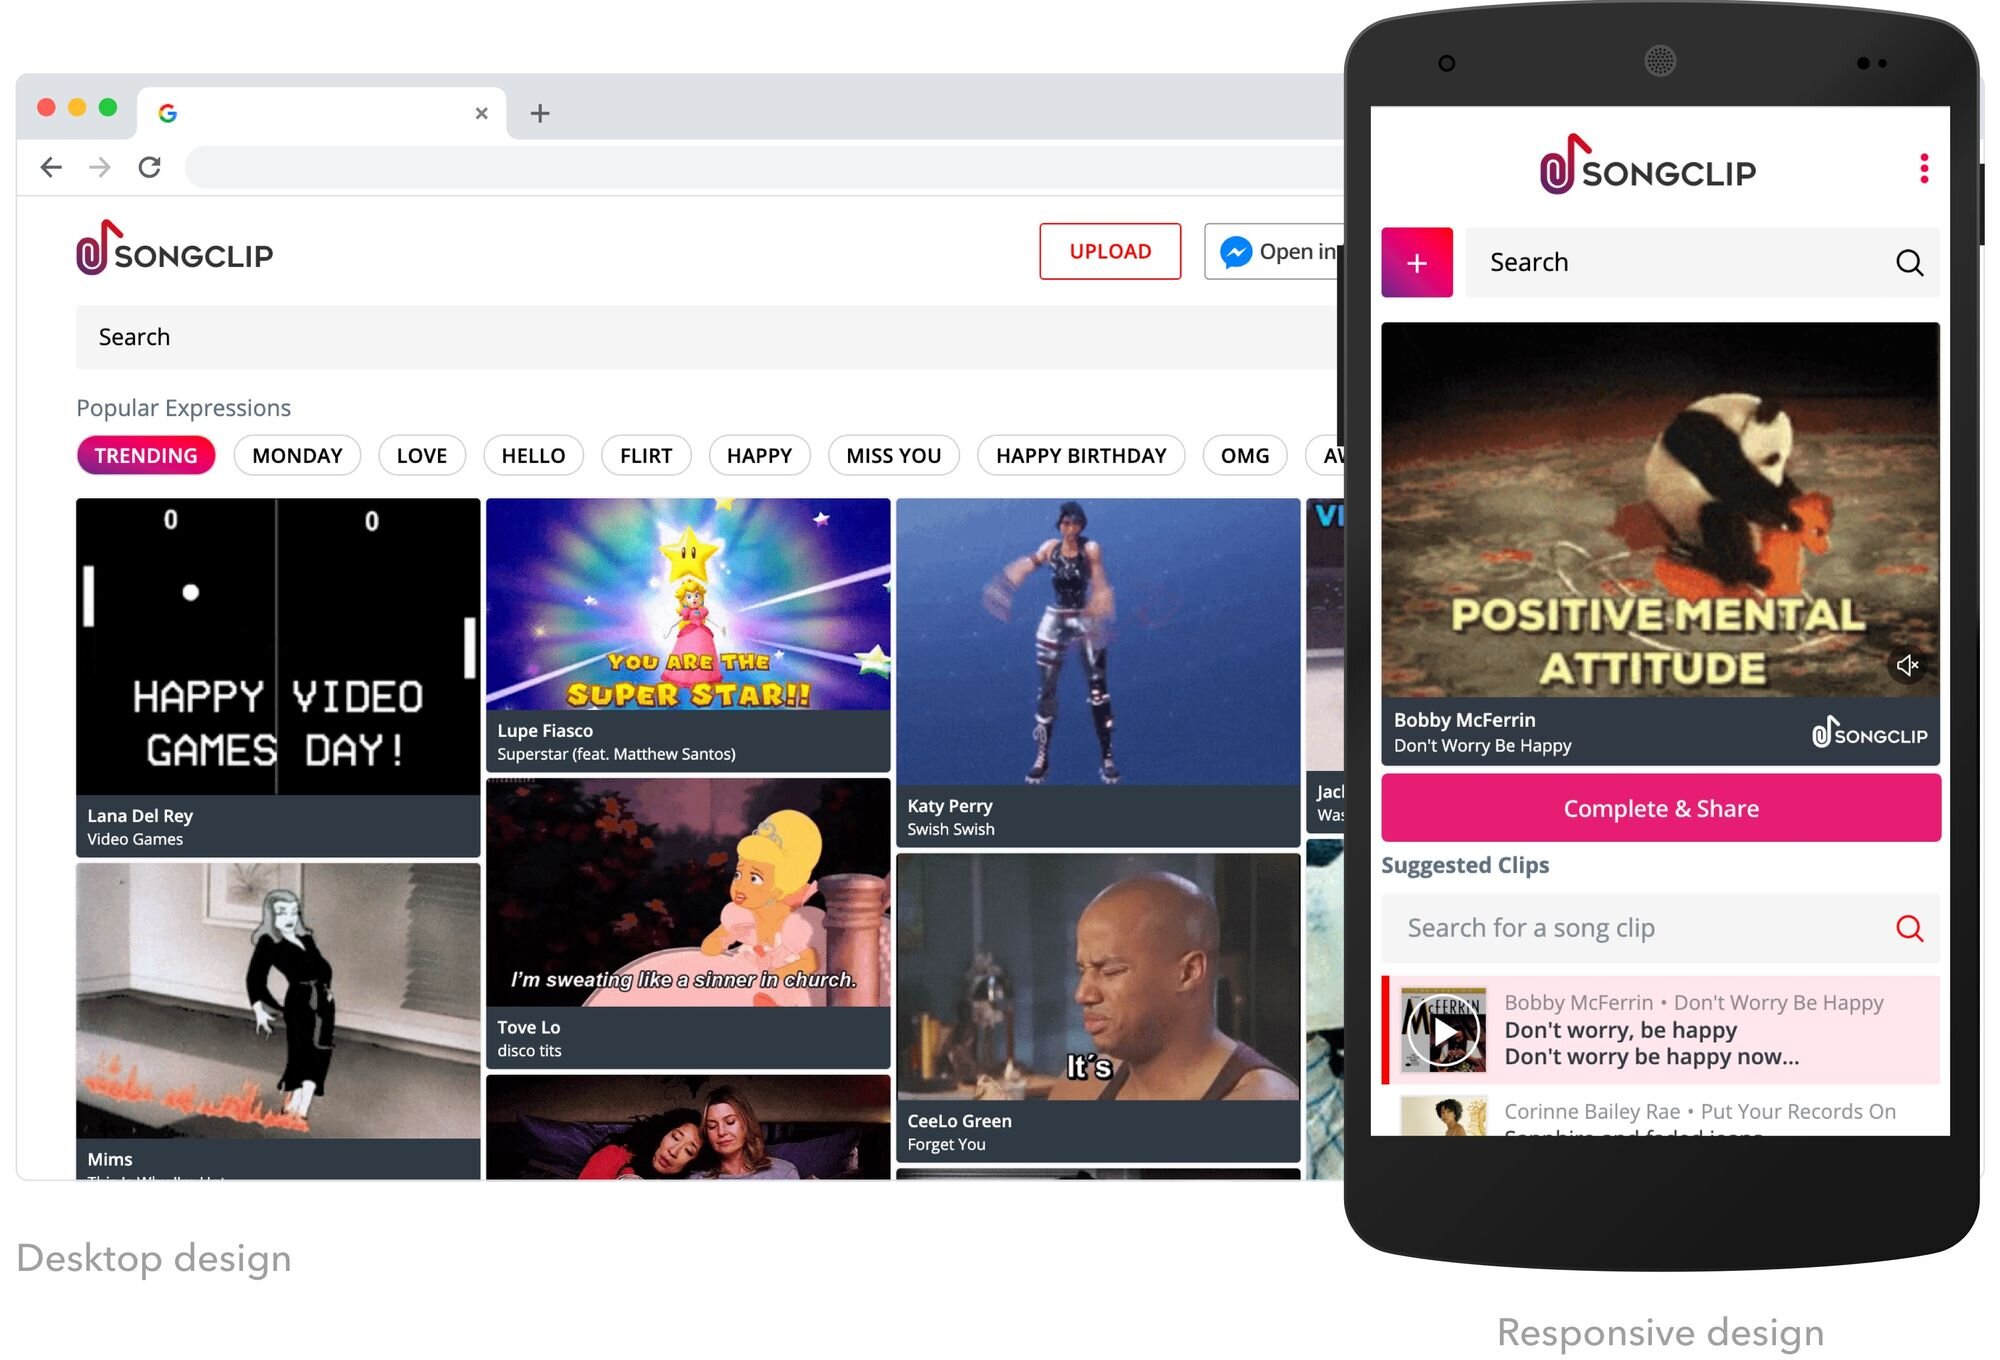 SONGCLIP
UPLOAD
Open in
Search
Popular Expressions
TRENDING
MONDAY
LOVE
HELLO
FLIRT
HAPPY
MISS YOU
HAPPY BIRTHDAY
OMG
0 0
HAPPY VIDEO
GAMES DAY!
Lana Del Rey
Video Games
Mims
YOU ARE THE
SUPER STAR!!
Lupe Fiasco
Superstar (feat. Matthew Santos)
I'm sweating like a sinner in church.
Tove Lo
disco tits
Katy Perry
Swish Swish
It's
CeeLo Green
Forget You
SONGCLIP
+
Search
POSITIVE MENTAL
ATTITUDE
Bobby McFerrin
Don't Worry Be Happy
SONGCLIP
Complete & Share
Suggested Clips
Search for a song clip
McFERRIN
Bobby McFerrin • Don't Worry Be Happy
Don't worry, be happy
Don't worry be happy now...
Corinne Bailey Rae • Put Your Records On
Sapphire and faded jeans
Desktop design
Responsive design